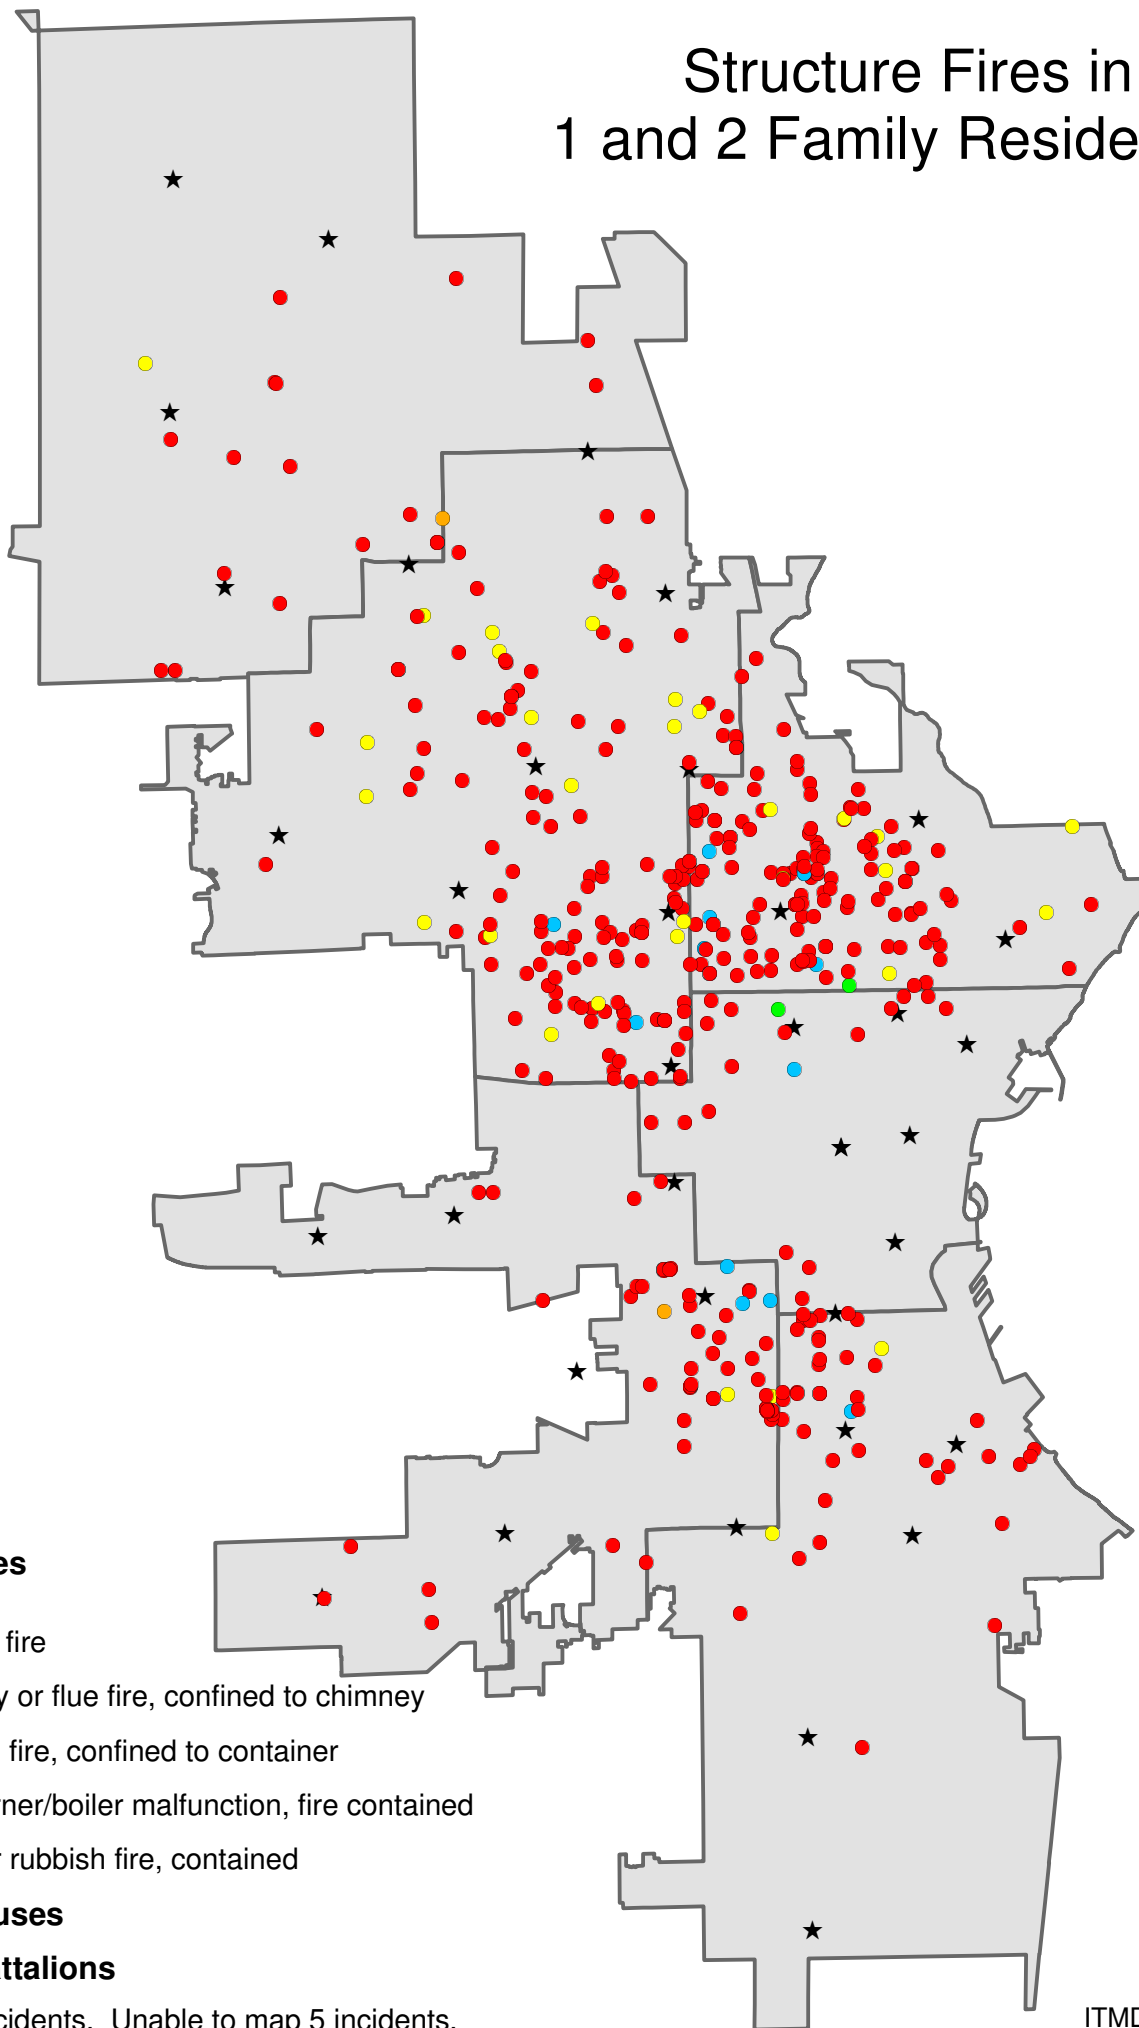 Structure Fires in
1 and 2 Family Reside
es
fire
y or flue fire, confined to chimney
fire, confined to container
ner/boiler malfunction, fire contained
r rubbish fire, contained
uses
attalions
cidents. Unable to map 5 incidents.
ITMD